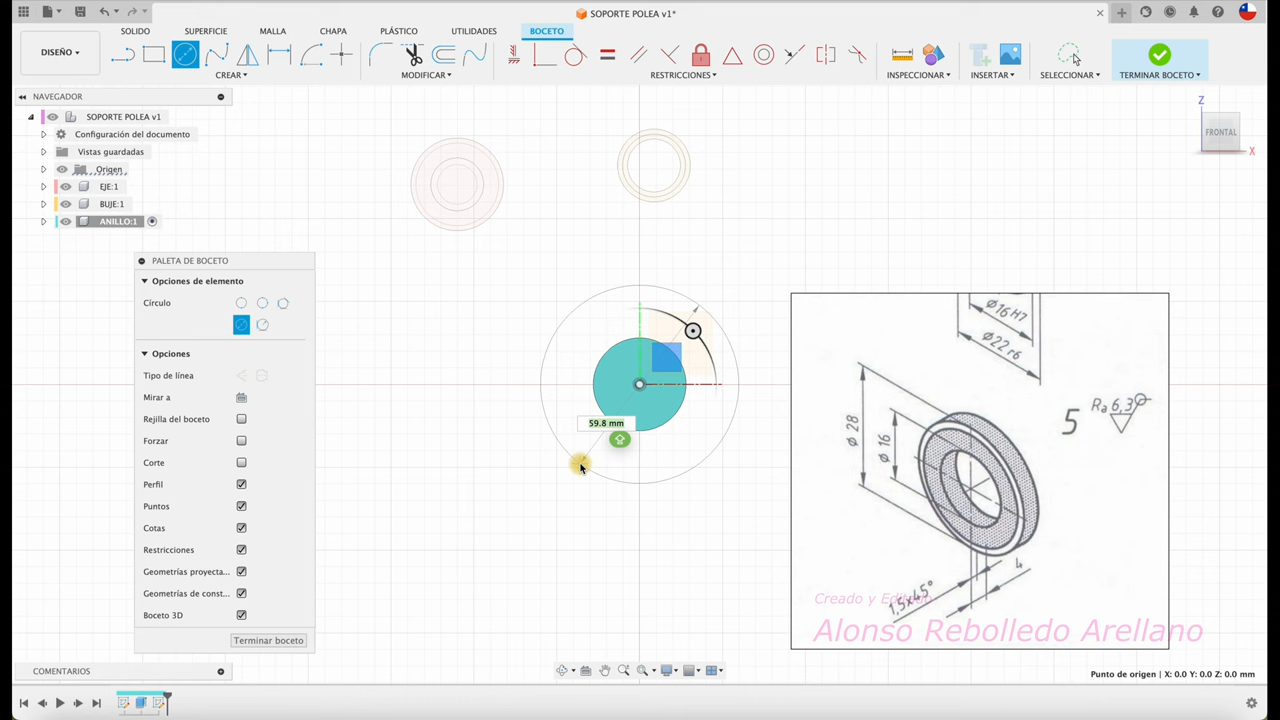 SOPORTE POLEA v1*
SOLIDO SUPERFICIE MALLA CHAPA PLÁSTICO UTILIDADES BOCETO
DISEÑO
CREAR MODIFICAR RESTRICCIONES INSPECCIONAR INSERTAR SELECCIONAR TERMINAR BOCETO
NAVEGADOR
SOPORTE POLEA v1
Configuración del documento
Vistas guardadas
Origen
EJE:1
BUJE:1
ANILLO:1
Z
FRONTAL
X
PALETA DE BOCETO
Opciones de elemento
Círculo
Opciones
Tipo de línea
Mirar a
Rejilla del boceto
Forzar
Corte
Perfil
Puntos
Cotas
Restricciones
Geometrías proyecta...
Geometrías de const...
Boceto 3D
Terminar boceto
59.8 mm
⌀16H7
⌀22 r6
⌀ 28
⌀ 16
5
Ra 6,3
4
1,5x45°
Creado y Editado
Alonso Rebolledo Arellano
COMENTARIOS
Punto de origen | X: 0.0 Y: 0.0 Z: 0.0 mm